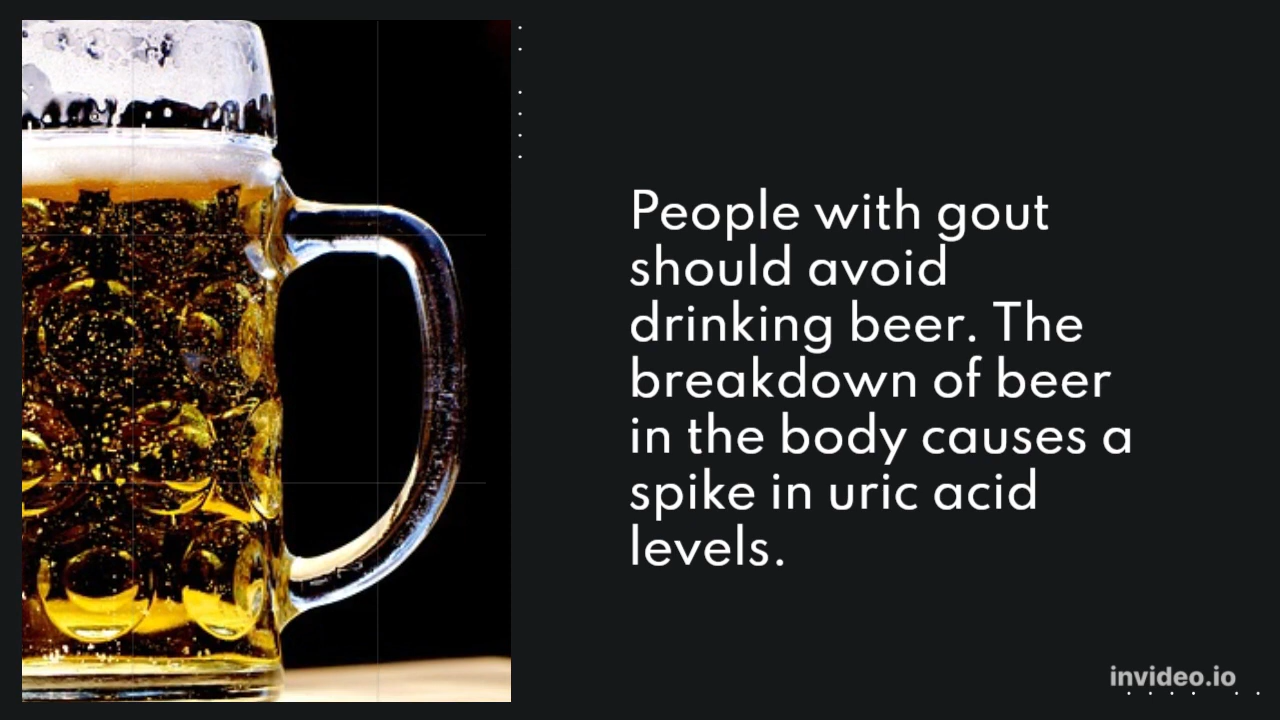 People with gout
should avoid
drinking beer. The
breakdown of beer
in the body causes a
spike in uric acid
levels.
invideo.io